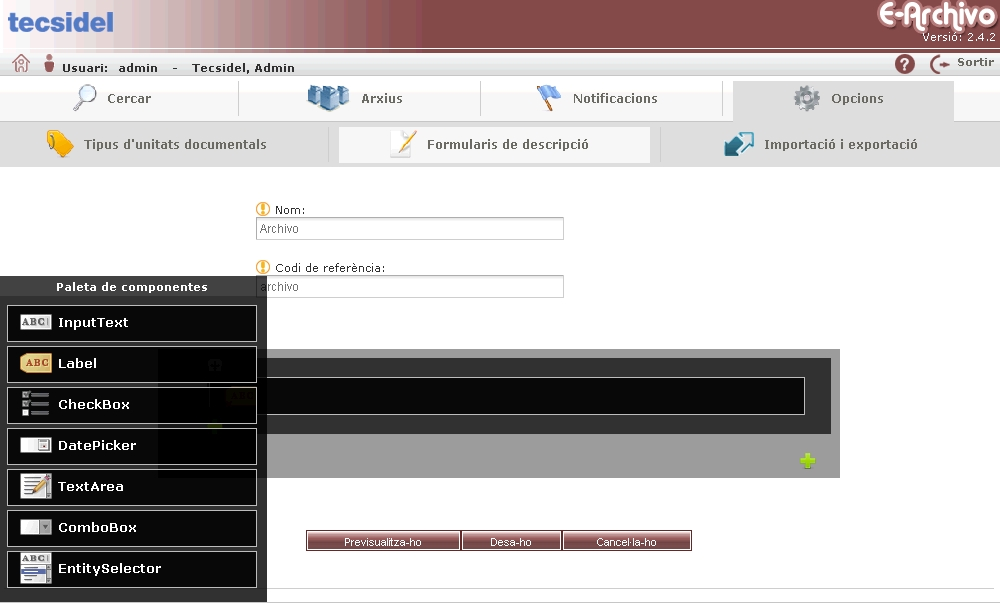 tecsidel
E-Archivo
Versió: 2.4.2
Usuari: admin - Tecsidel, Admin
Sortir
Cercar
Arxius
Notificacions
Opcions
Tipus d'unitats documentals
Formularis de descripció
Importació i exportació
Nom:
Archivo
Codi de referència:
archivo
Paleta de componentes
ABC InputText
ABC Label
CheckBox
DatePicker
TextArea
ComboBox
ABC EntitySelector
Previsualitza-ho
Desa-ho
Cancel·la-ho